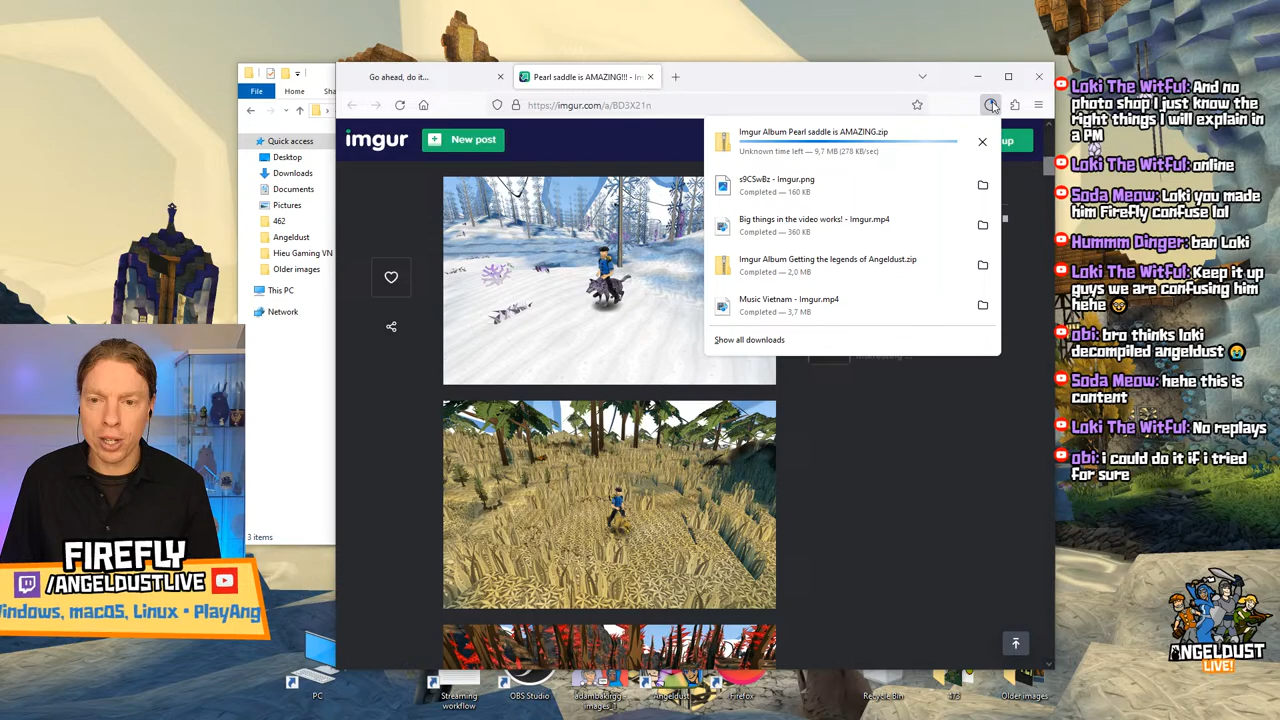 Go ahead, do it...
Pearl saddle is AMAZING!!! - Im
File
Home
Sha
https://imgur.com/a/BD3X21n
imgur
New post
up
Imgur Album Pearl saddle is AMAZING.zip
Unknown time left — 9,7 MB (278 KB/sec)
s9CSwBz - Imgur.png
Completed — 160 KB
Big things in the video works! - Imgur.mp4
Completed — 360 KB
Imgur Album Getting the legends of Angeldust.zip
Completed — 2,0 MB
Music Vietnam - Imgur.mp4
Completed — 3,7 MB
Show all downloads
Quick access
Desktop
Downloads
Documents
Pictures
462
Angeldust
Hieu Gaming VN
Older images
This PC
Network
3 items
Loki The Witful: And no
photo shop I just know the
right things I will explain in
a PM
Loki The Witful: online
Soda Meow: Loki you made
him Firefly confuse lol
Hummm Dinger: ban Loki
Loki The Witful: Keep it up
guys we are confusing him
hehe 🤓
obi: bro thinks loki
decompiled angeldust 😭
Soda Meow: hehe this is
content
Loki The Witful: No replays
obi: i could do it if i tried
for sure
FIREFLY
/ANGELDUSTLIVE
Windows, macOS, Linux • PlayAng
PC
Streaming
workflow
OBS Studio
adambakirgg
images_1
Angeldust
Firefox
Recycle Bin
473
Older images
ANGELDUST
LIVE!